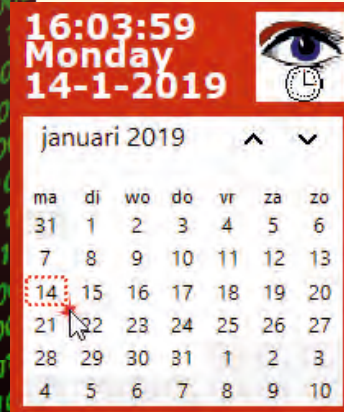 16:03:59
Monday
14-1-2019
januari 2019
ma di wo do vr za zo
31 1 2 3 4 5 6
7 8 9 10 11 12 13
14 15 16 17 18 19 20
21 22 23 24 25 26 27
28 29 30 31 1 2 3
4 5 6 7 8 9 10